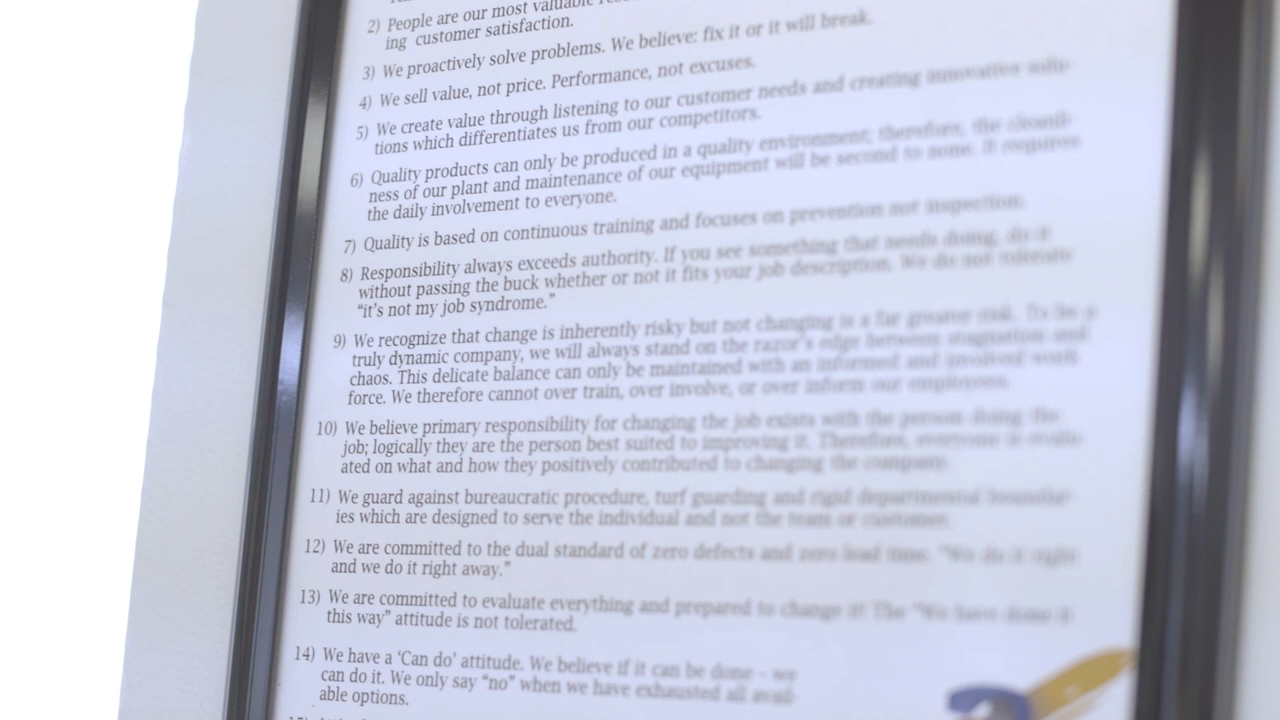 2) People are our most valuable
ing customer satisfaction.
3) We proactively solve problems. We believe: fix it or it will break.
4) We sell value, not price. Performance, not excuses.
5) We create value through listening to our customer needs and creating innovative solu-
tions which differentiates us from our competitors.
6) Quality products can only be produced in a quality environment; therefore, the cleanli-
ness of our plant and maintenance of our equipment will be second to none. It requires
the daily involvement to everyone.
7) Quality is based on continuous training and focuses on prevention not inspection.
8) Responsibility always exceeds authority. If you see something that needs doing, do it
without passing the buck whether or not it fits your job description. We do not tolerate
“it’s not my job syndrome.”
9) We recognize that change is inherently risky but not changing is a far greater risk. To be a
truly dynamic company, we will always stand on the razor’s edge between stagnation and
chaos. This delicate balance can only be maintained with an informed and involved work
force. We therefore cannot over train, over involve, or over inform our employees.
10) We believe primary responsibility for changing the job exists with the person doing the
job; logically they are the person best suited to improving it. Therefore, everyone is evalu-
ated on what and how they positively contributed to changing the company.
11) We guard against bureaucratic procedure, turf guarding and rigid departmental boundar-
ies which are designed to serve the individual and not the team or customer.
12) We are committed to the dual standard of zero defects and zero lead time. “We do it right
and we do it right away.”
13) We are committed to evaluate everything and prepared to change it! The “We have done it
this way” attitude is not tolerated.
14) We have a ‘Can do’ attitude. We believe if it can be done - we
can do it. We only say “no” when we have exhausted all avail-
able options.